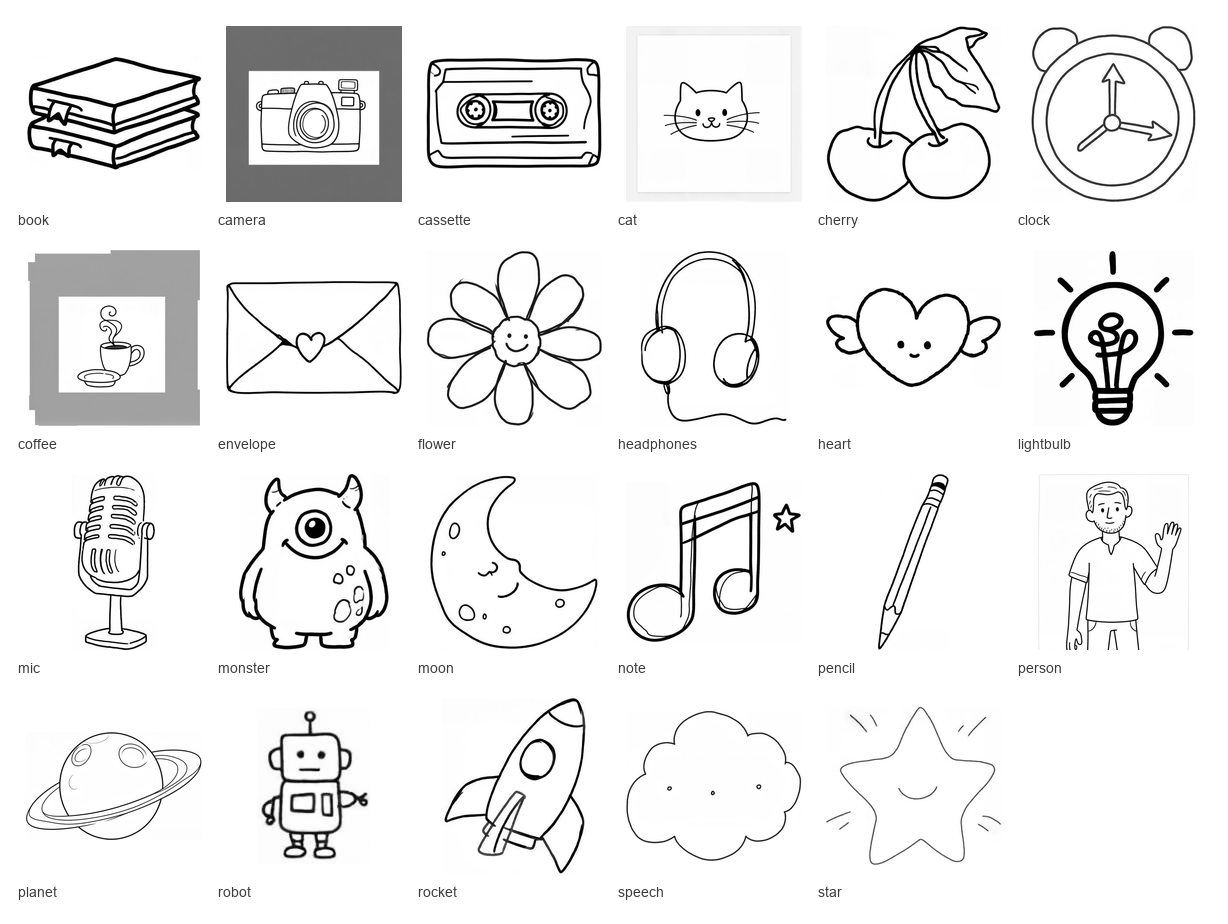 book camera cassette cat cherry clock
coffee envelope flower headphones heart lightbulb
mic monster moon note pencil person
planet robot rocket speech star